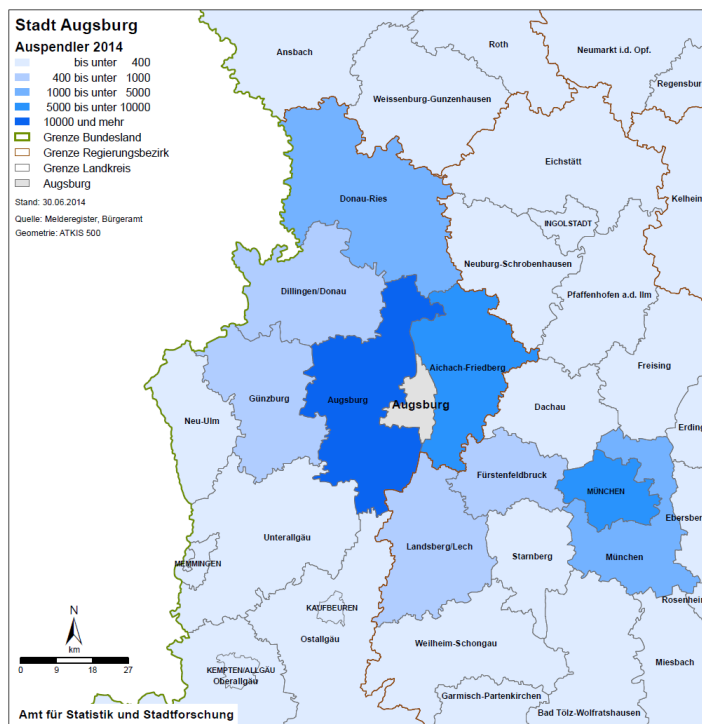 Stadt Augsburg
Auspendler 2014
bis unter 400
400 bis unter 1000
1000 bis unter 5000
5000 bis unter 10000
10000 und mehr
Grenze Bundesland
Grenze Regierungsbezirk
Grenze Landkreis
Augsburg
Stand: 30.06.2014
Quelle: Melderegister, Bürgeramt
Geometrie: ATKIS 500
Ansbach
Roth
Neumarkt i.d. Opf.
Regensbur
Weissenburg-Gunzenhausen
Eichstätt
Donau-Ries
Kelheim
INGOLSTADT
Neuburg-Schrobenhausen
Dillingen/Donau
Pfaffenhofen a.d. Ilm
Aichach-Friedberg
Freising
Günzburg
Augsburg
Augsburg
Dachau
Neu-Ulm
Erding
Fürstenfeldbruck
MÜNCHEN
Ebersber
Unterallgäu
Landsberg/Lech
Starnberg
München
MEMMINGEN
Rosenheim
KAUFBEUREN
Ostallgäu
Weilheim-Schongau
Miesbach
KEMPTEN/ALLGÄU
Oberallgäu
Garmisch-Partenkirchen
Bad Tölz-Wolfratshausen
N
km
0 9 18 27
Amt für Statistik und Stadtforschung